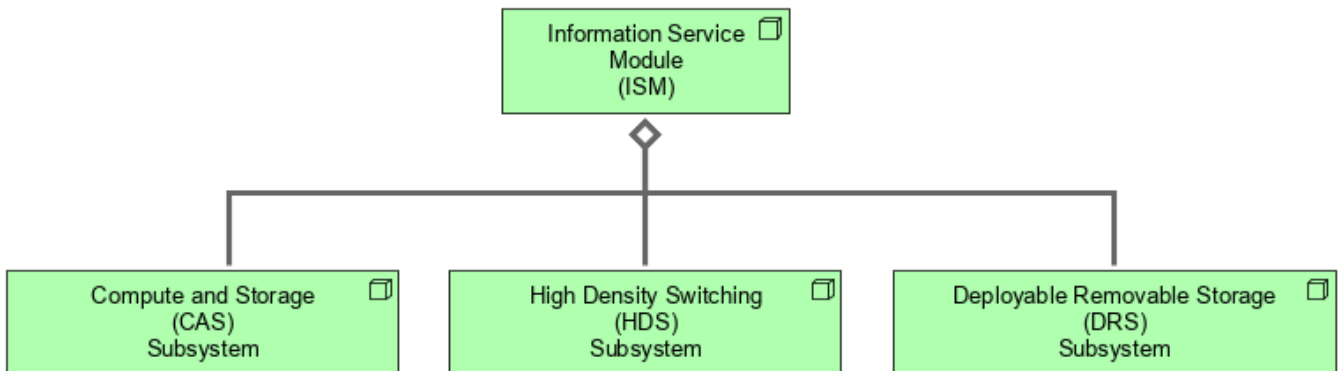 Information Service
Module
(ISM)
Compute and Storage
(CAS)
Subsystem
High Density Switching
(HDS)
Subsystem
Deployable Removable Storage
(DRS)
Subsystem